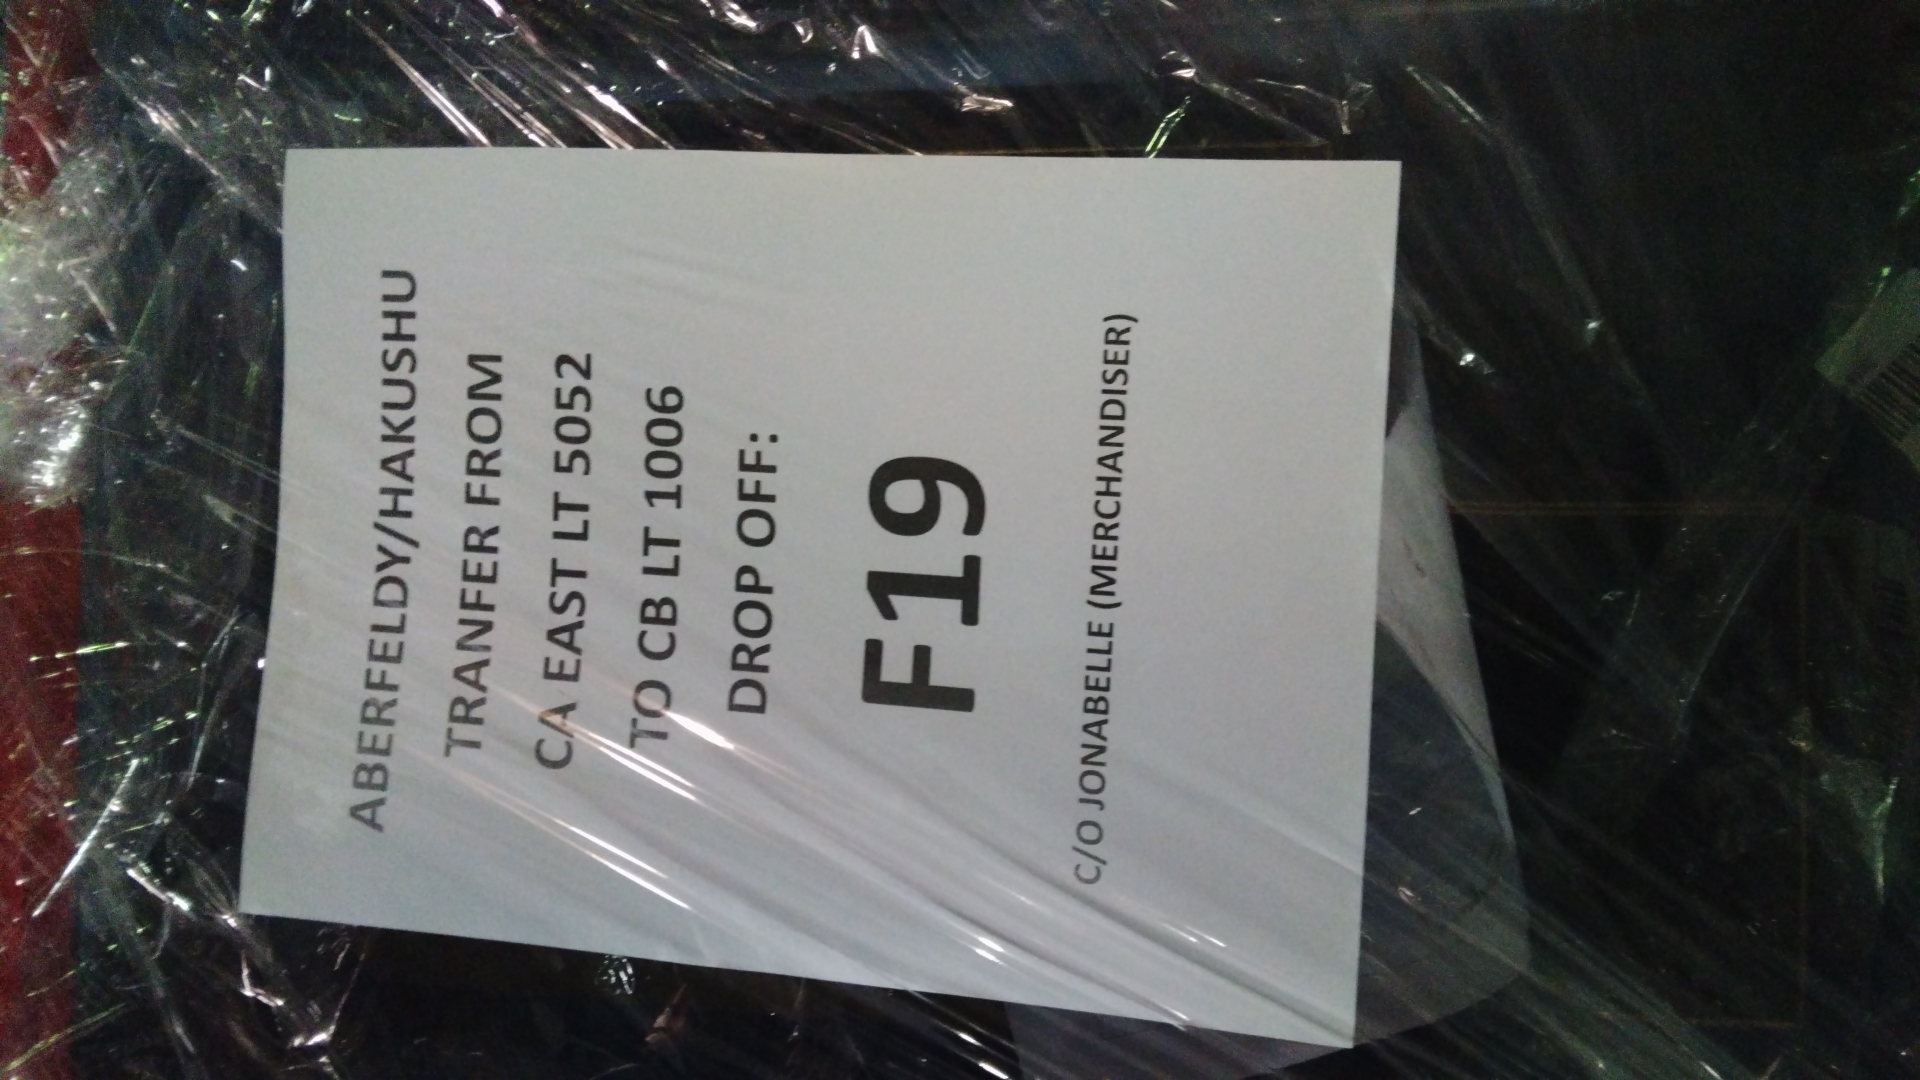 ABERFELDY/HAKUSHU
TRANFER FROM
CA EAST LT 5052
TO CB LT 1006
DROP OFF:
F19
C/O JONABELLE (MERCHANDISER)